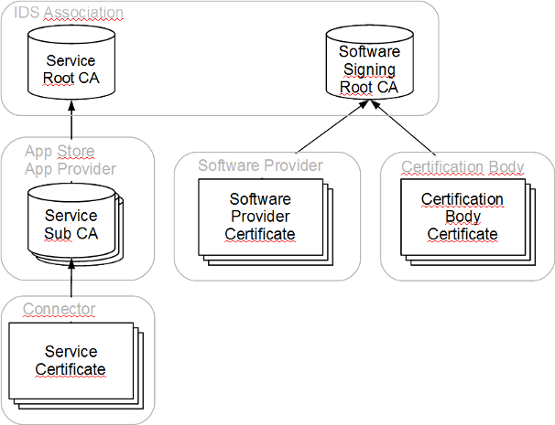 IDS Association
Service
Root CA
Software
Signing
Root CA
App Store
App Provider
Service
Sub CA
Software Provider
Software
Provider
Certificate
Certification Body
Certification
Body
Certificate
Connector
Service
Certificate